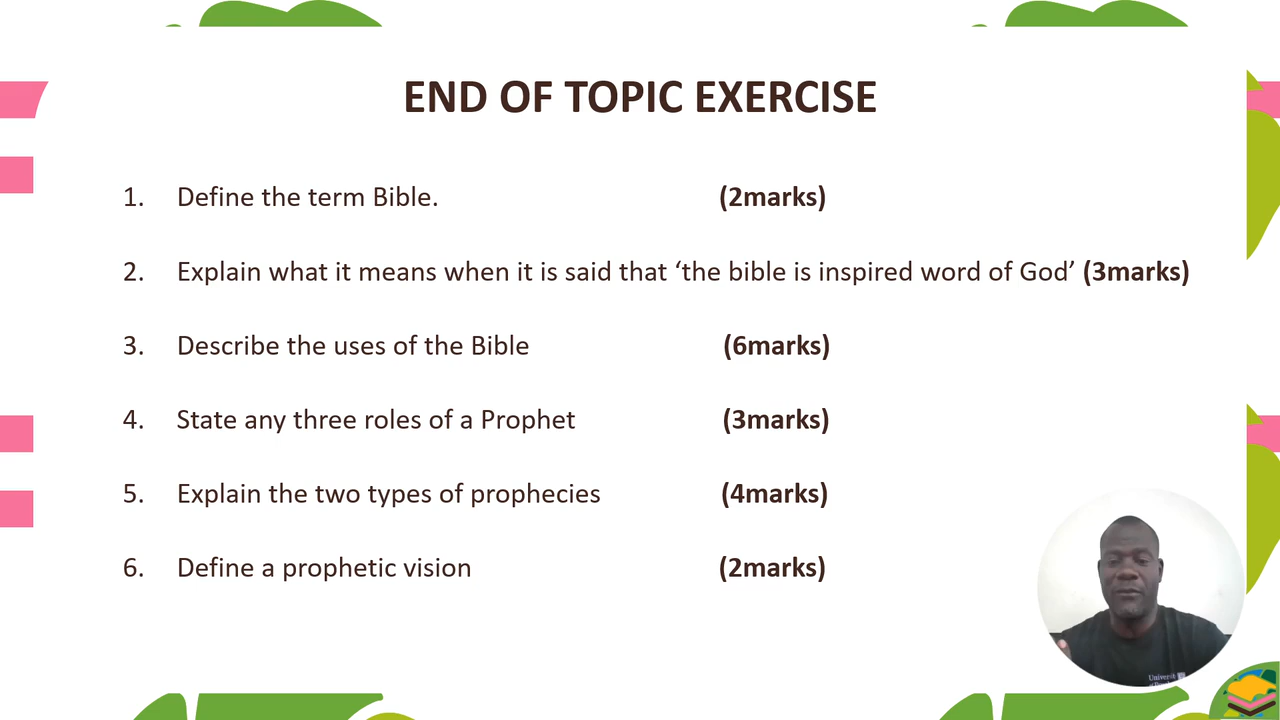 END OF TOPIC EXERCISE
1. Define the term Bible. (2marks)
2. Explain what it means when it is said that ‘the bible is inspired word of God’ (3marks)
3. Describe the uses of the Bible (6marks)
4. State any three roles of a Prophet (3marks)
5. Explain the two types of prophecies (4marks)
6. Define a prophetic vision (2marks)